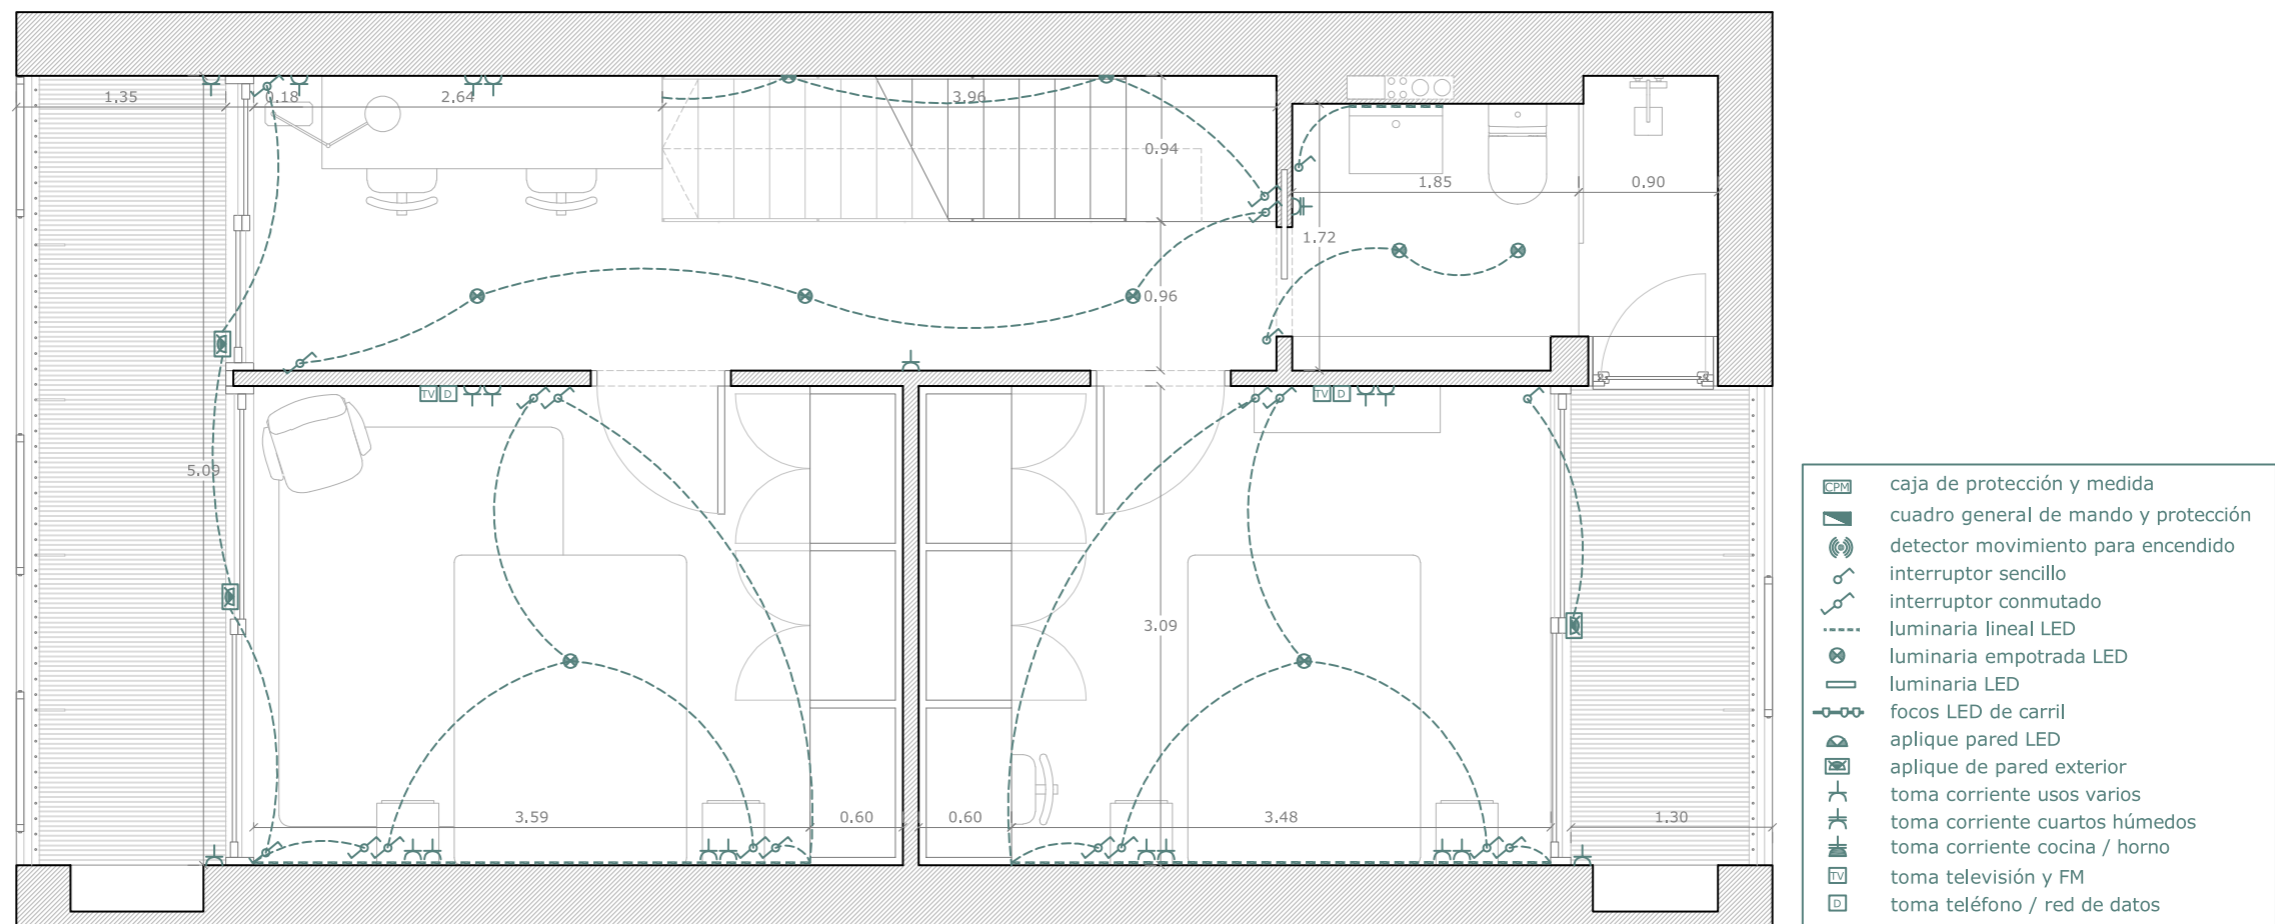 1.35
0.18
2.64
3.96
0.94
1.85
0.90
1.72
0.96
TV D
TV D
5.09
3.09
3.59
0.60
0.60
3.48
1.30
CPM caja de protección y medida
cuadro general de mando y protección
detector movimiento para encendido
interruptor sencillo
interruptor conmutado
luminaria lineal LED
luminaria empotrada LED
luminaria LED
focos LED de carril
aplique pared LED
aplique de pared exterior
toma corriente usos varios
toma corriente cuartos húmedos
toma corriente cocina / horno
TV toma televisión y FM
D toma teléfono / red de datos